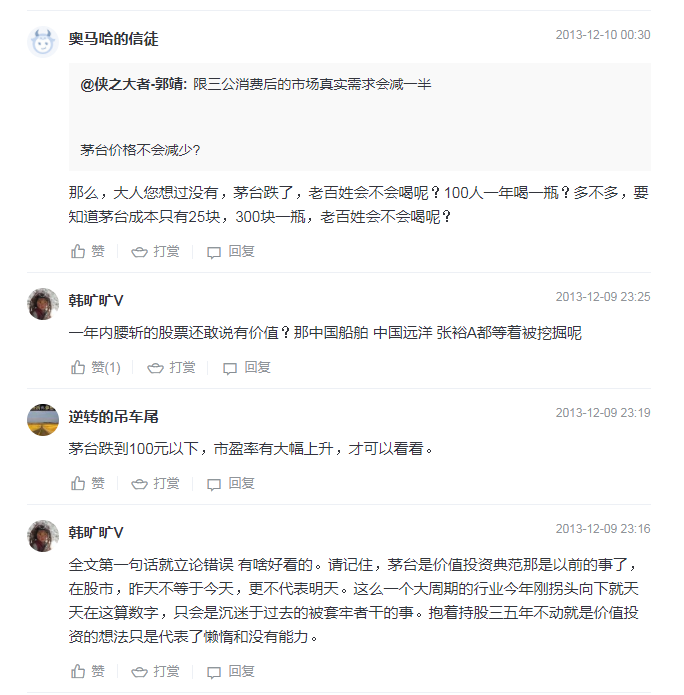 奥马哈的信徒
2013-12-10 00:30
@侠之大者-郭靖: 限三公消费后的市场真实需求会减一半
茅台价格不会减少?
那么，大人您想过没有，茅台跌了，老百姓会不会喝呢？100人一年喝一瓶？多不多，要
知道茅台成本只有25块，300块一瓶，老百姓会不会喝呢？
赞 打赏 回复
韩旷旷V
2013-12-09 23:25
一年内腰斩的股票还敢说有价值？那中国船舶 中国远洋 张裕A都等着被挖掘呢
赞(1) 打赏 回复
逆转的吊车尾
2013-12-09 23:19
茅台跌到100元以下，市盈率有大幅上升，才可以看看。
赞 打赏 回复
韩旷旷V
2013-12-09 23:16
全文第一句话就立论错误 有啥好看的。请记住，茅台是价值投资典范那是以前的事了，
在股市，昨天不等于今天，更不代表明天。这么一个大周期的行业今年刚拐头向下就天
天在这算数字，只会是沉迷于过去的被套牢者干的事。抱着持股三五年不动就是价值投
资的想法只是代表了懒惰和没有能力。
赞 打赏 回复